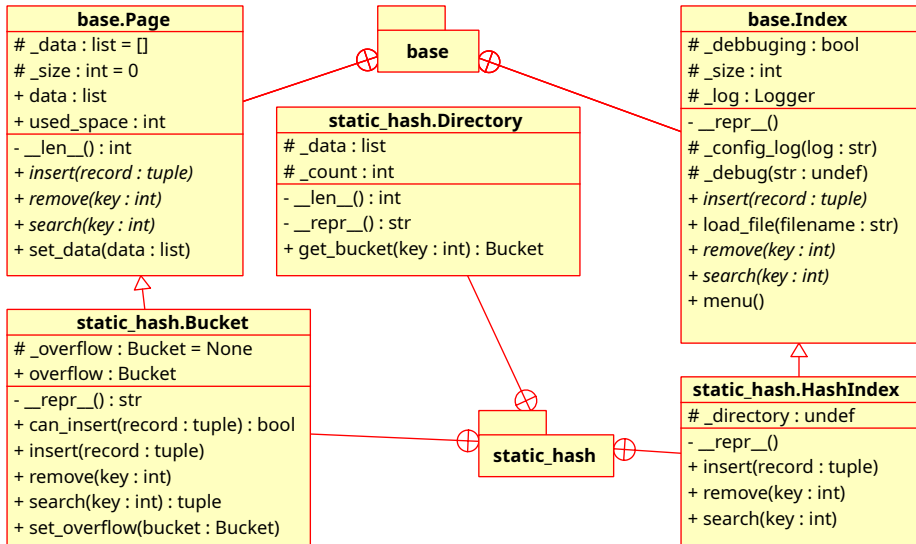 base.Page
# _data : list = []
# _size : int = 0
+ data : list
+ used_space : int
- __len__() : int
+ insert(record : tuple)
+ remove(key : int)
+ search(key : int)
+ set_data(data : list)
base
base.Index
# _debbuging : bool
# _size : int
# _log : Logger
- __repr__()
# _config_log(log : str)
# _debug(str : undef)
+ insert(record : tuple)
+ load_file(filename : str)
+ remove(key : int)
+ search(key : int)
+ menu()
static_hash.Directory
# _data : list
# _count : int
- __len__() : int
- __repr__() : str
+ get_bucket(key : int) : Bucket
static_hash.Bucket
# _overflow : Bucket = None
+ overflow : Bucket
- __repr__() : str
+ can_insert(record : tuple) : bool
+ insert(record : tuple)
+ remove(key : int)
+ search(key : int) : tuple
+ set_overflow(bucket : Bucket)
static_hash
static_hash.HashIndex
# _directory : undef
- __repr__()
+ insert(record : tuple)
+ remove(key : int)
+ search(key : int)